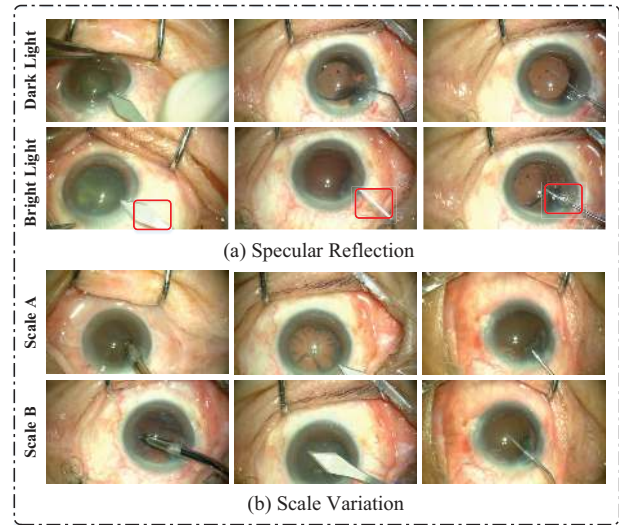 Dark Light
Bright Light
(a) Specular Reflection
Scale A
Scale B
(b) Scale Variation